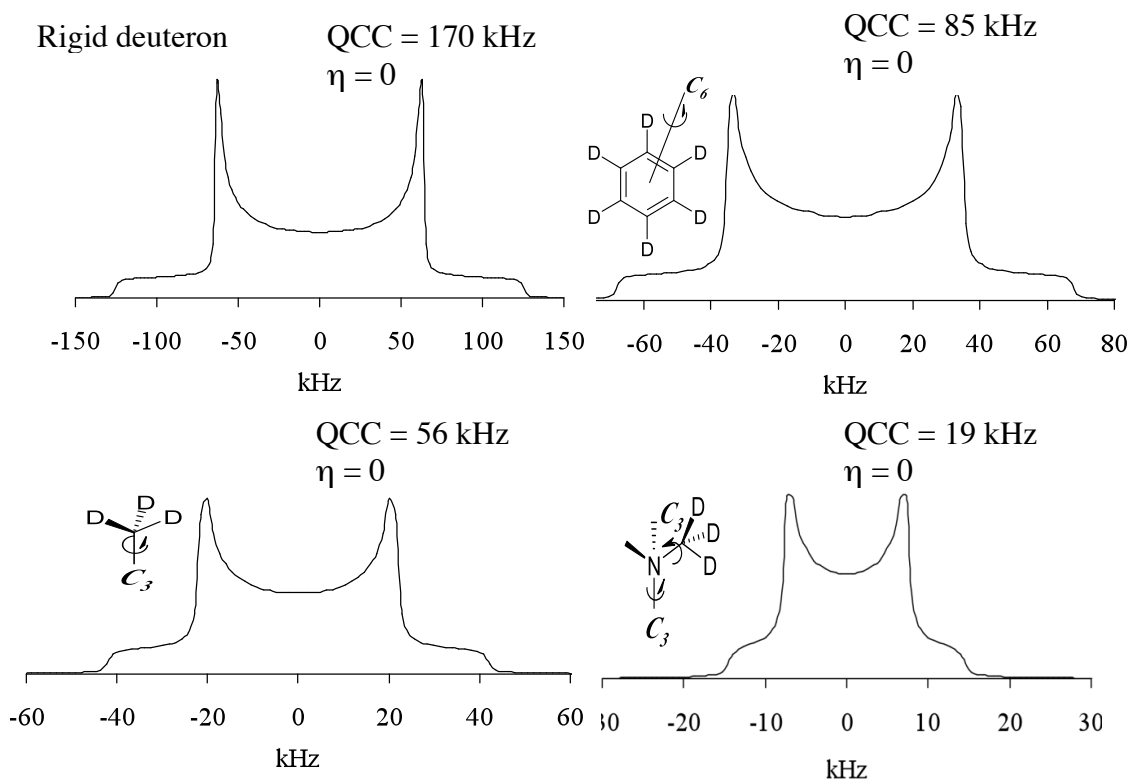 Rigid deuteron
QCC = 170 kHz
η = 0
-150 -100 -50 0 50 100 150
kHz
QCC = 85 kHz
η = 0
C6
D
D D
D D
D
-60 -40 -20 0 20 40 60 80
kHz
QCC = 56 kHz
η = 0
D D D
C3
-60 -40 -20 0 20 40 60
kHz
QCC = 19 kHz
η = 0
C3 D
D
N D
C3
30 -20 -10 0 10 20 30
kHz